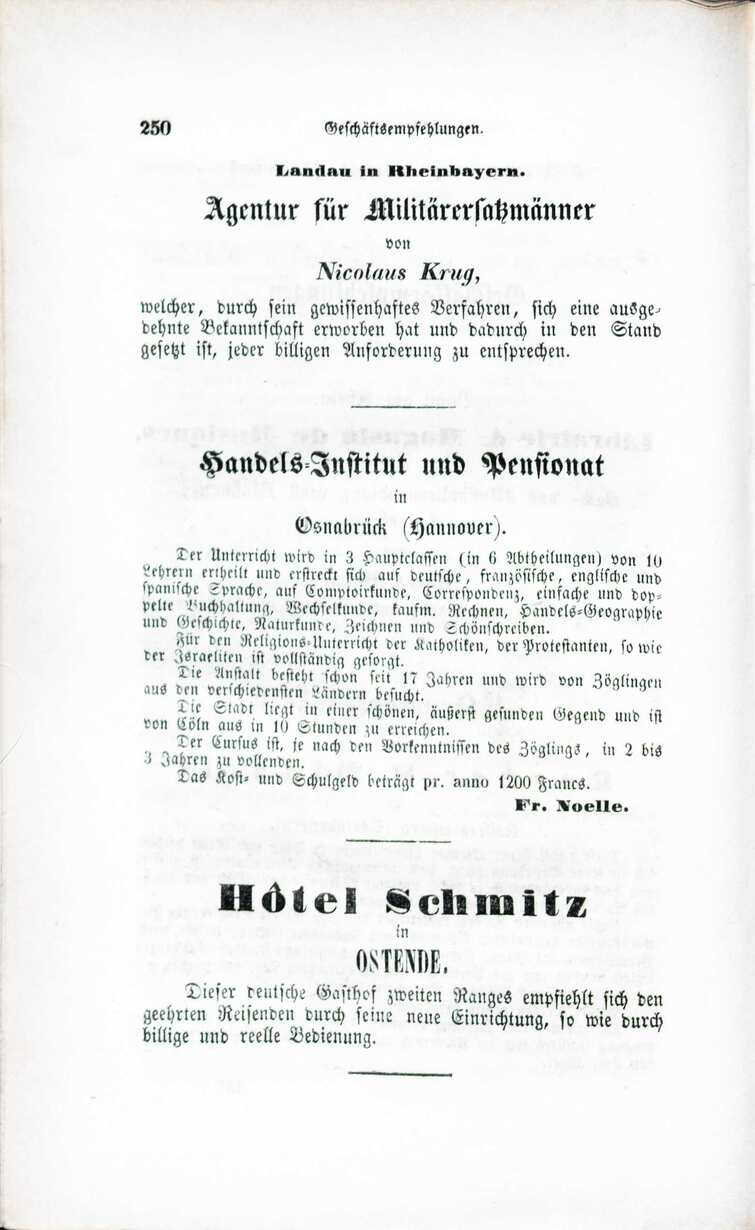 250
Geschäftsempfehlungen.
Landau in Rheinbayern.
Agentur für Militärersatzmänner
von
Nicolaus Krug,
welcher, durch sein gewissenhaftes Verfahren, sich eine ausge-
dehnte Bekanntschaft erworben hat und dadurch in den Stand
gesetzt ist, jeder billigen Anforderung zu entsprechen.
Handels-Institut und Pensionat
in
Osnabrück (Hannover).
Der Unterricht wird in 3 Hauptclassen (in 6 Abtheilungen) von 10
Lehrern ertheilt und erstreckt sich auf deutsche, französische, englische und
spanische Sprache, auf Comptoirkunde, Correspondenz, einfache und dop-
pelte Buchhaltung, Wechselkunde, kaufm. Rechnen, Handels-Geographie
und Geschichte, Naturkunde, Zeichnen und Schönschreiben.
Für den Religions-Unterricht der Katholiken, der Protestanten, so wie
der Israeliten ist vollständig gesorgt.
Die Anstalt besteht schon seit 17 Jahren und wird von Zöglingen
aus den verschiedensten Ländern besucht.
Die Stadt liegt in einer schönen, äußerst gesunden Gegend und ist
von Cöln aus in 10 Stunden zu erreichen.
Der Cursus ist, je nach den Vorkenntnissen des Zöglings, in 2 bis
3 Jahren zu vollenden.
Das Kost- und Schulgeld beträgt pr. anno 1200 Francs.
Fr. Noelle.
Hôtel Schmitz
in
OSTENDE.
Dieser deutsche Gasthof zweiten Ranges empfiehlt sich den
geehrten Reisenden durch seine neue Einrichtung, so wie durch
billige und reelle Bedienung.